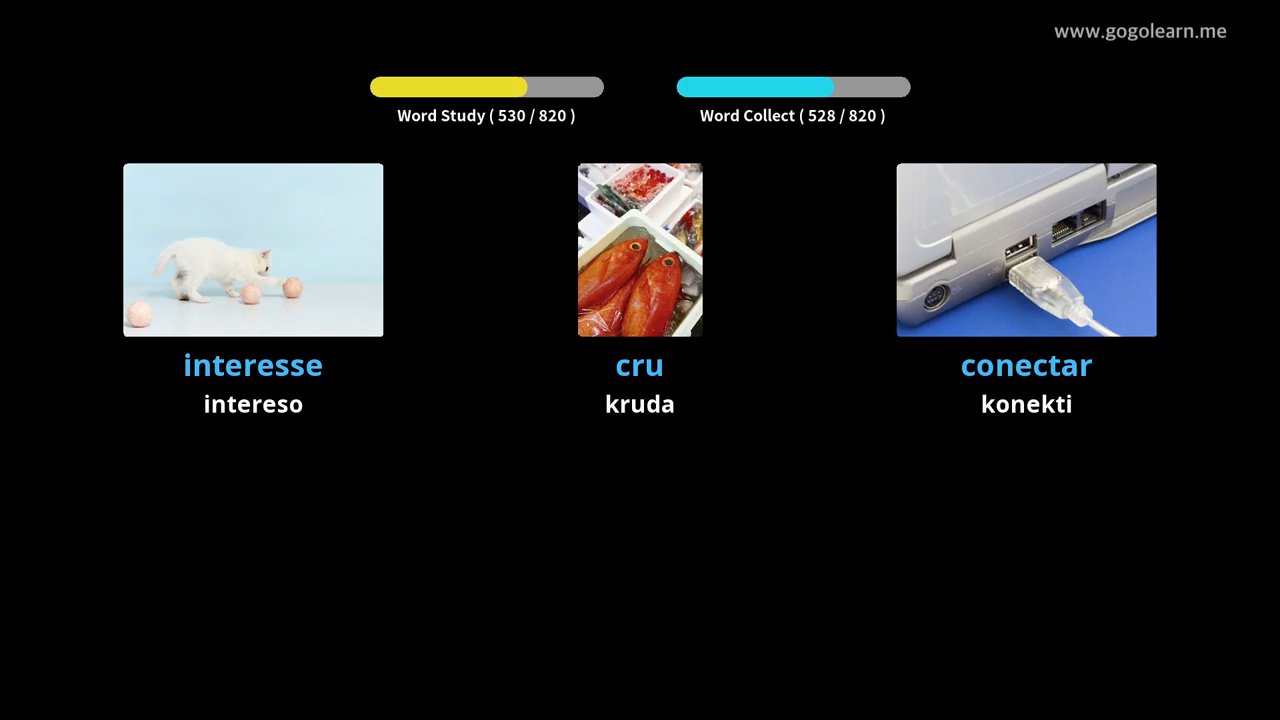 www.gogolearn.me
Word Study ( 530 / 820 )
Word Collect ( 528 / 820 )
interesse
intereso
cru
kruda
conectar
konekti